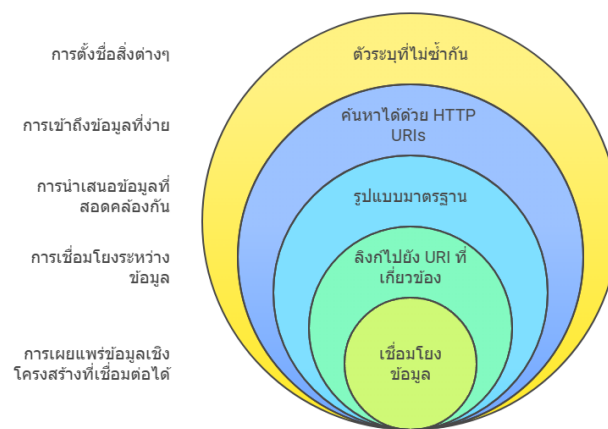 การตั้งชื่อสิ่งต่างๆ
ตัวระบุที่ไม่ซ้ำกัน
การเข้าถึงข้อมูลที่ง่าย
ค้นหาได้ด้วย HTTP
URIs
การนำเสนอข้อมูลที่
สอดคล้องกัน
รูปแบบมาตรฐาน
การเชื่อมโยงระหว่าง
ข้อมูล
ลิงก์ไปยัง URI ที่
เกี่ยวข้อง
การเผยแพร่ข้อมูลเชิง
โครงสร้างที่เชื่อมต่อได้
เชื่อมโยง
ข้อมูล